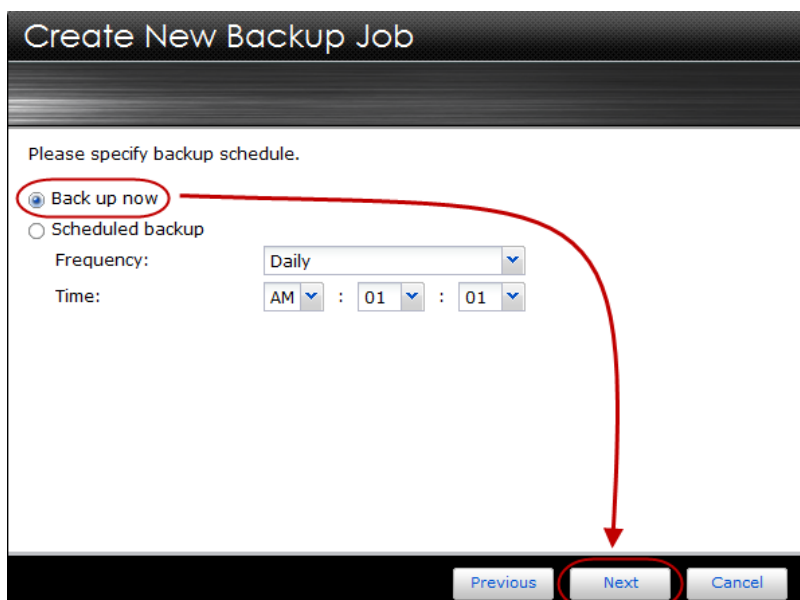 Create New Backup Job
Please specify backup schedule.
Back up now
Scheduled backup
Frequency: Daily
Time: AM : 01 : 01
Previous Next Cancel